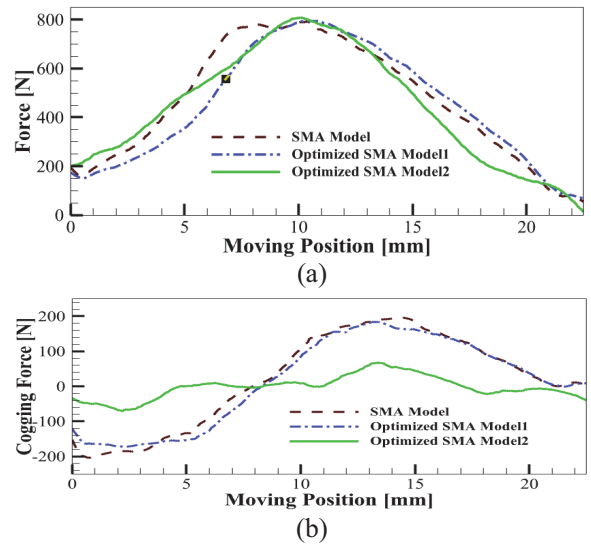 800
600
400
200
0
Force [N]
SMA Model
Optimized SMA Model1
Optimized SMA Model2
0
5
10
15
20
Moving Position [mm]
(a)
200
100
0
-100
-200
Cogging Force [N]
SMA Model
Optimized SMA Model1
Optimized SMA Model2
0
5
10
15
20
Moving Position [mm]
(b)